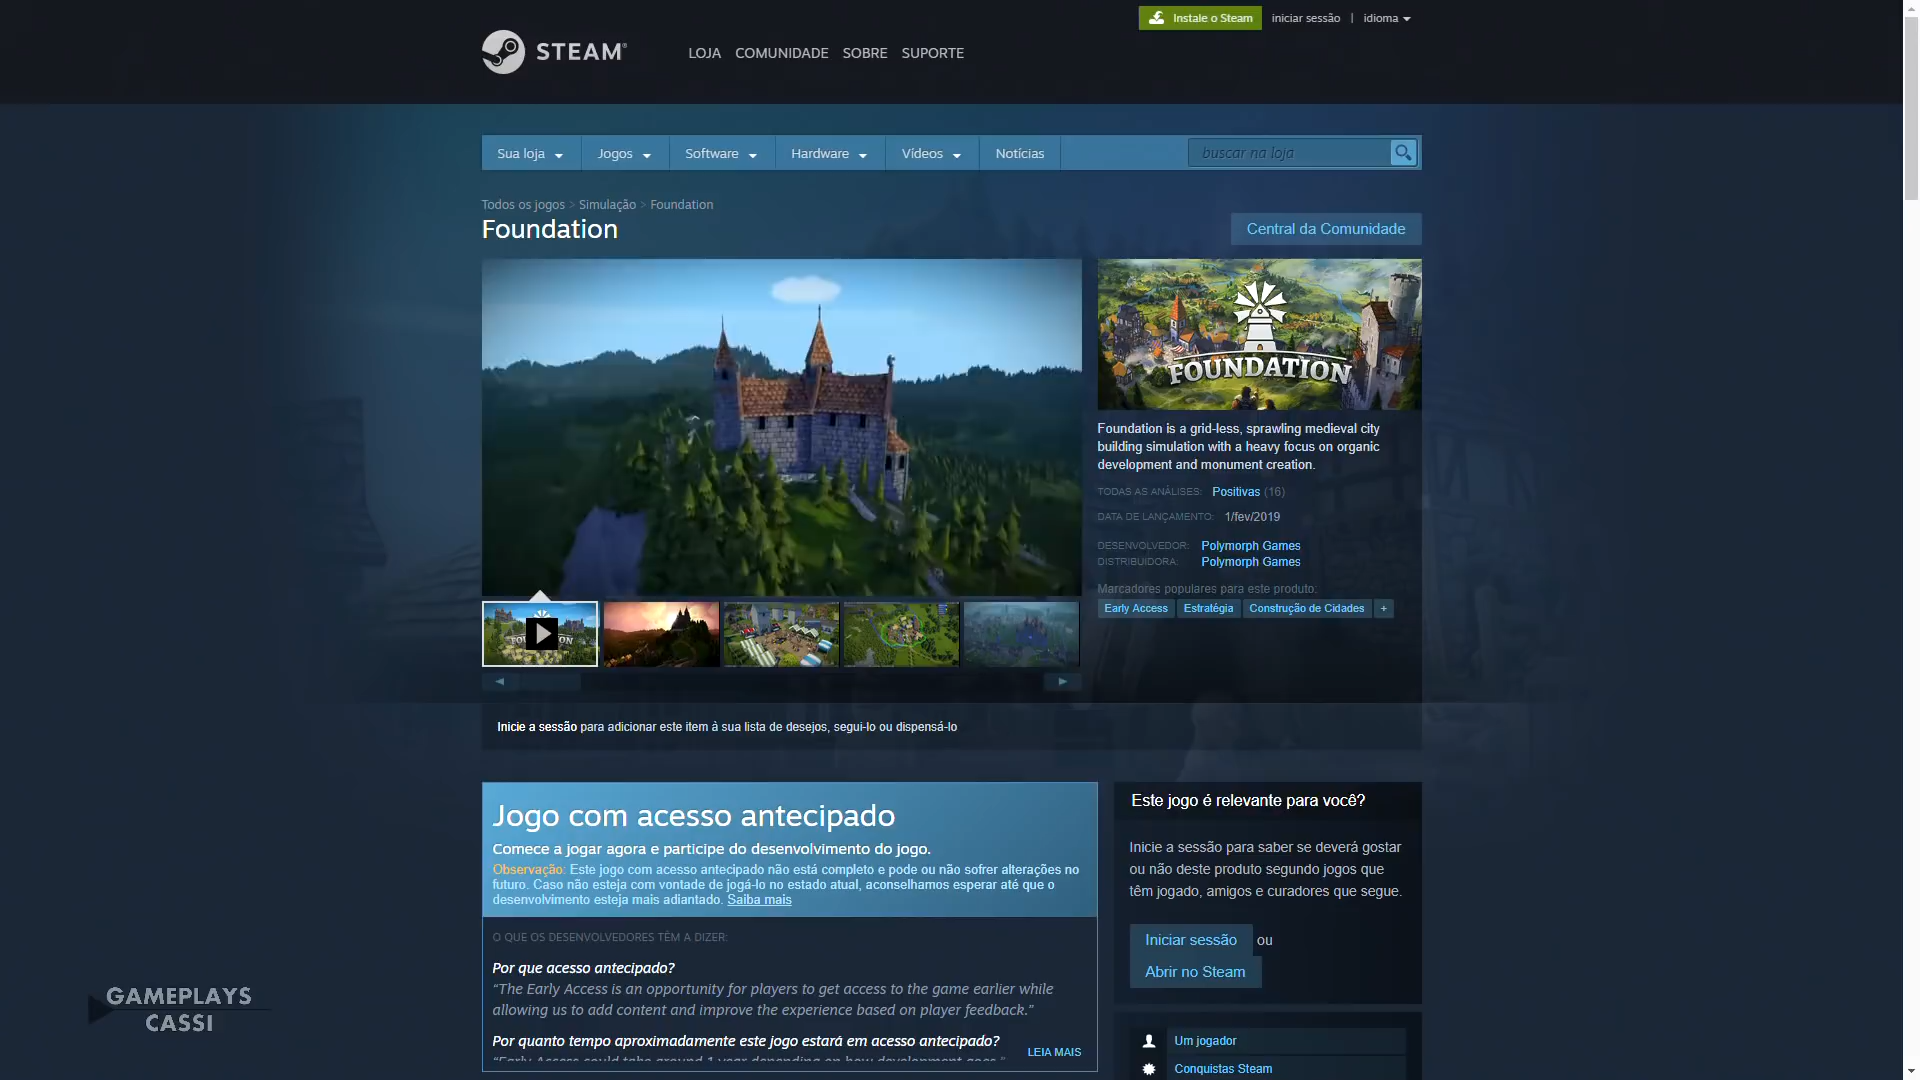 Instale o Steam
iniciar sessão | idioma
STEAM®
LOJA COMUNIDADE SOBRE SUPORTE
Sua loja Jogos Software Hardware Vídeos Notícias
buscar na loja
Todos os jogos > Simulação > Foundation
Foundation
Central da Comunidade
FOUNDATION
Foundation is a grid-less, sprawling medieval city
building simulation with a heavy focus on organic
development and monument creation.
TODAS AS ANÁLISES: Positivas (16)
DATA DE LANÇAMENTO: 1/fev/2019
DESENVOLVEDOR: Polymorph Games
DISTRIBUIDORA: Polymorph Games
Marcadores populares para este produto:
Early Access Estratégia Construção de Cidades +
Inicie a sessão para adicionar este item à sua lista de desejos, segui-lo ou dispensá-lo
Jogo com acesso antecipado
Comece a jogar agora e participe do desenvolvimento do jogo.
Observação: Este jogo com acesso antecipado não está completo e pode ou não sofrer alterações no
futuro. Caso não esteja com vontade de jogá-lo no estado atual, aconselhamos esperar até que o
desenvolvimento esteja mais adiantado. Saiba mais
O QUE OS DESENVOLVEDORES TÊM A DIZER:
Por que acesso antecipado?
“The Early Access is an opportunity for players to get access to the game earlier while
allowing us to add content and improve the experience based on player feedback.”
Por quanto tempo aproximadamente este jogo estará em acesso antecipado?
“Early Access could take around 1 year depending on how development goes.”
LEIA MAIS
Este jogo é relevante para você?
Inicie a sessão para saber se deverá gostar
ou não deste produto segundo jogos que
têm jogado, amigos e curadores que segue.
Iniciar sessão ou
Abrir no Steam
Um jogador
Conquistas Steam
GAMEPLAYS
CASSI